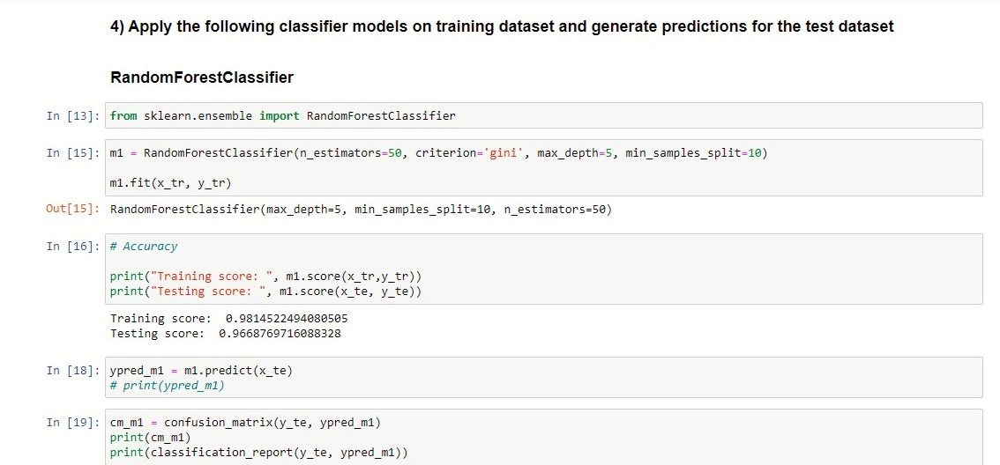 4) Apply the following classifier models on training dataset and generate predictions for the test dataset
RandomForestClassifier
In [13]: from sklearn.ensemble import RandomForestClassifier
In [15]: m1 = RandomForestClassifier(n_estimators=50, criterion='gini', max_depth=5, min_samples_split=10)
m1.fit(x_tr, y_tr)
Out[15]: RandomForestClassifier(max_depth=5, min_samples_split=10, n_estimators=50)
In [16]: # Accuracy
print("Training score: ", m1.score(x_tr,y_tr))
print("Testing score: ", m1.score(x_te, y_te))
Training score:  0.9814522494080505
Testing score:  0.9668769716088328
In [18]: ypred_m1 = m1.predict(x_te)
# print(ypred_m1)
In [19]: cm_m1 = confusion_matrix(y_te, ypred_m1)
print(cm_m1)
print(classification_report(y_te, ypred_m1))